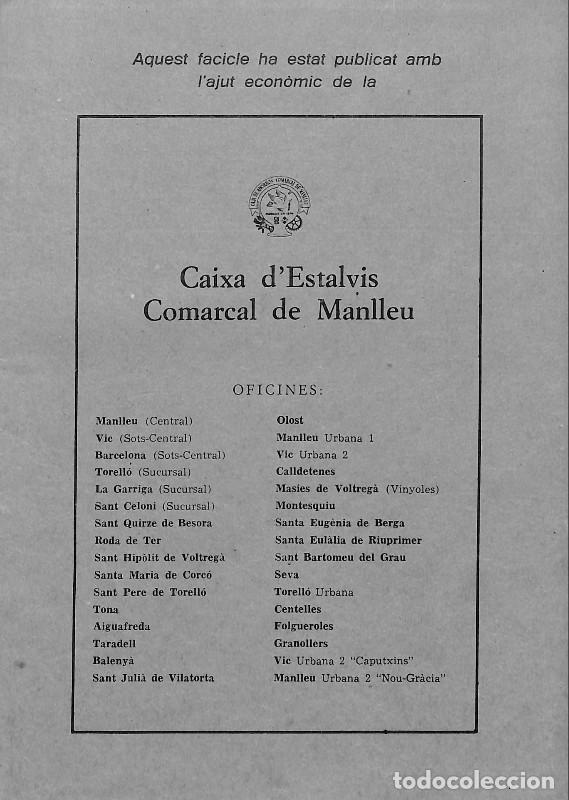 Aquest facicle ha estat publicat amb
l'ajut econòmic de la
Caixa d'Estalvis
Comarcal de Manlleu
OFICINES:
Manlleu (Central)
Vic (Sots-Central)
Barcelona (Sots-Central)
Torelló (Sucursal)
La Garriga (Sucursal)
Sant Celoni (Sucursal)
Sant Quirze de Besora
Roda de Ter
Sant Hipòlit de Voltregà
Santa Maria de Corcó
Sant Pere de Torelló
Tona
Aiguafreda
Taradell
Balenyà
Sant Julià de Vilatorta
Olost
Manlleu Urbana 1
Vic Urbana 2
Calldetenes
Masies de Voltregà (Vinyoles)
Montesquiu
Santa Eugènia de Berga
Santa Eulàlia de Riuprimer
Sant Bartomeu del Grau
Seva
Torelló Urbana
Centelles
Folgueroles
Granollers
Vic Urbana 2 "Caputxins"
Manlleu Urbana 2 "Nou-Gràcia"
todocoleccion